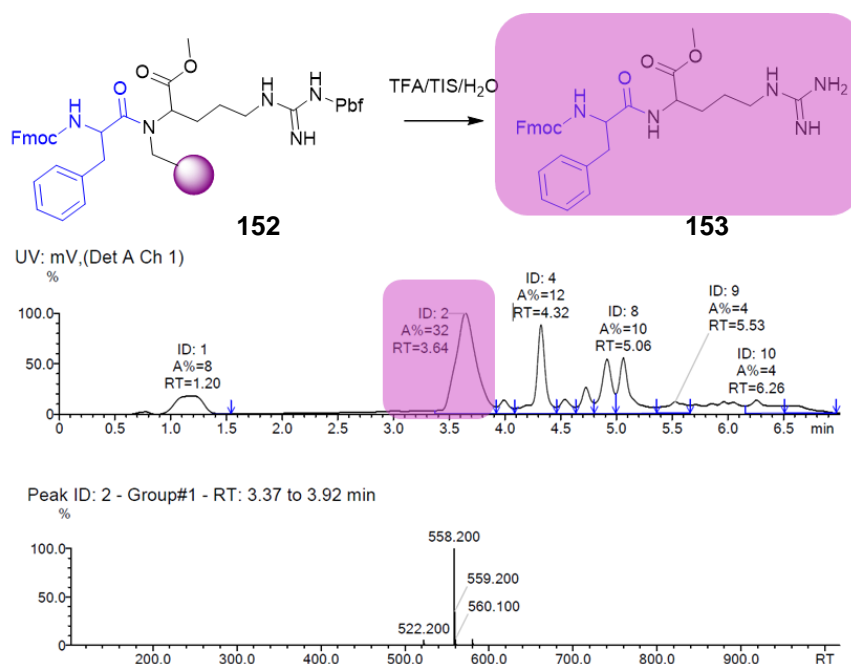 O
O
O
H
N
Fmoc
O
N
H
N
H
N
Pbf
NH
152
TFA/TIS/H2O
O
O
H
N
Fmoc
O
N
H
H
N
NH2
NH
153
UV: mV,(Det A Ch 1)
%
100.0
50.0
0
ID: 1
A%=8
RT=1.20
ID: 2
A%=32
RT=3.64
ID: 4
A%=12
RT=4.32
ID: 8
A%=10
RT=5.06
ID: 9
A%=4
RT=5.53
ID: 10
A%=4
RT=6.26
0.0 0.5 1.0 1.5 2.0 2.5 3.0 3.5 4.0 4.5 5.0 5.5 6.0 6.5 min
Peak ID: 2 - Group#1 - RT: 3.37 to 3.92 min
%
100.0
50.0
0.0
558.200
559.200
560.100
522.200
200.0 300.0 400.0 500.0 600.0 700.0 800.0 900.0 RT